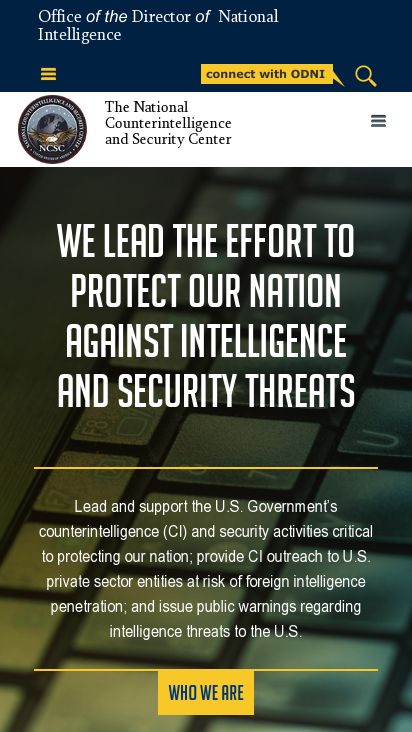 Office of the Director of National
Intelligence
connect with ODNI
The National
Counterintelligence
and Security Center
NCSC
WE LEAD THE EFFORT TO
PROTECT OUR NATION
AGAINST INTELLIGENCE
AND SECURITY THREATS
Lead and support the U.S. Government's
counterintelligence (CI) and security activities critical
to protecting our nation; provide CI outreach to U.S.
private sector entities at risk of foreign intelligence
penetration; and issue public warnings regarding
intelligence threats to the U.S.
WHO WE ARE